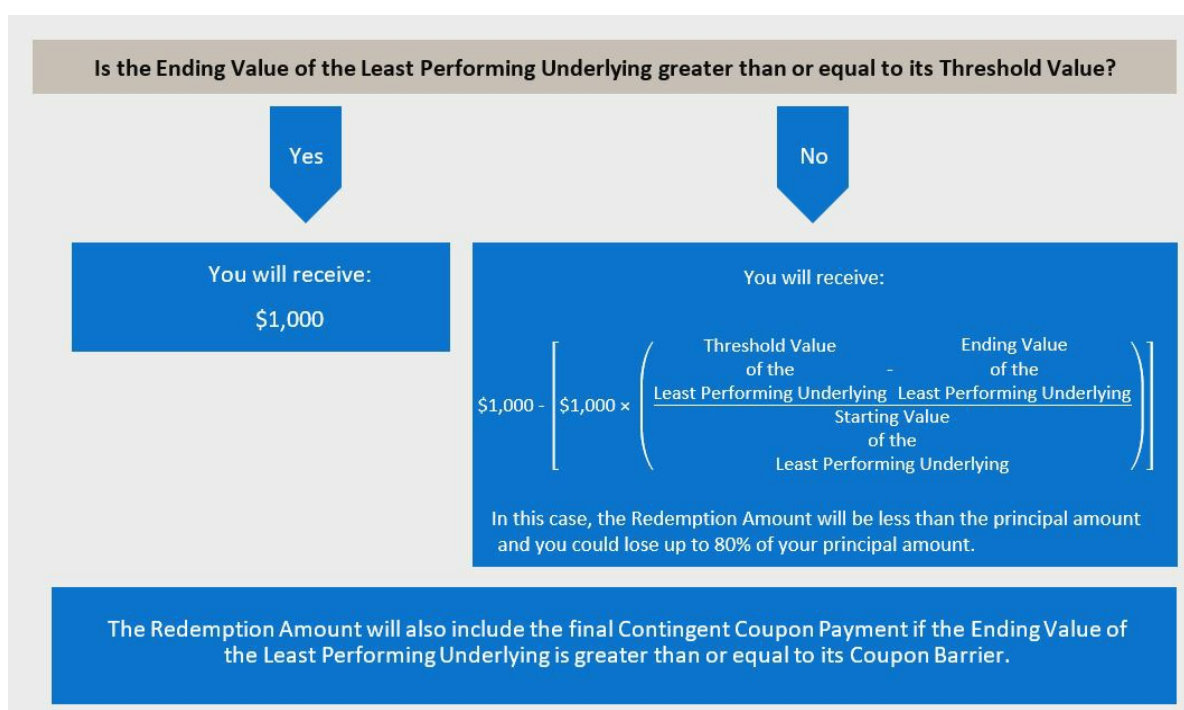 Is the Ending Value of the Least Performing Underlying greater than or equal to its Threshold Value?
Yes
No
You will receive:
$1,000
You will receive:
Threshold Value Ending Value
of the - of the
Least Performing Underlying Least Performing Underlying
$1,000 - [$1,000 × ( )]
Starting Value
of the
Least Performing Underlying
In this case, the Redemption Amount will be less than the principal amount
and you could lose up to 80% of your principal amount.
The Redemption Amount will also include the final Contingent Coupon Payment if the Ending Value of
the Least Performing Underlying is greater than or equal to its Coupon Barrier.